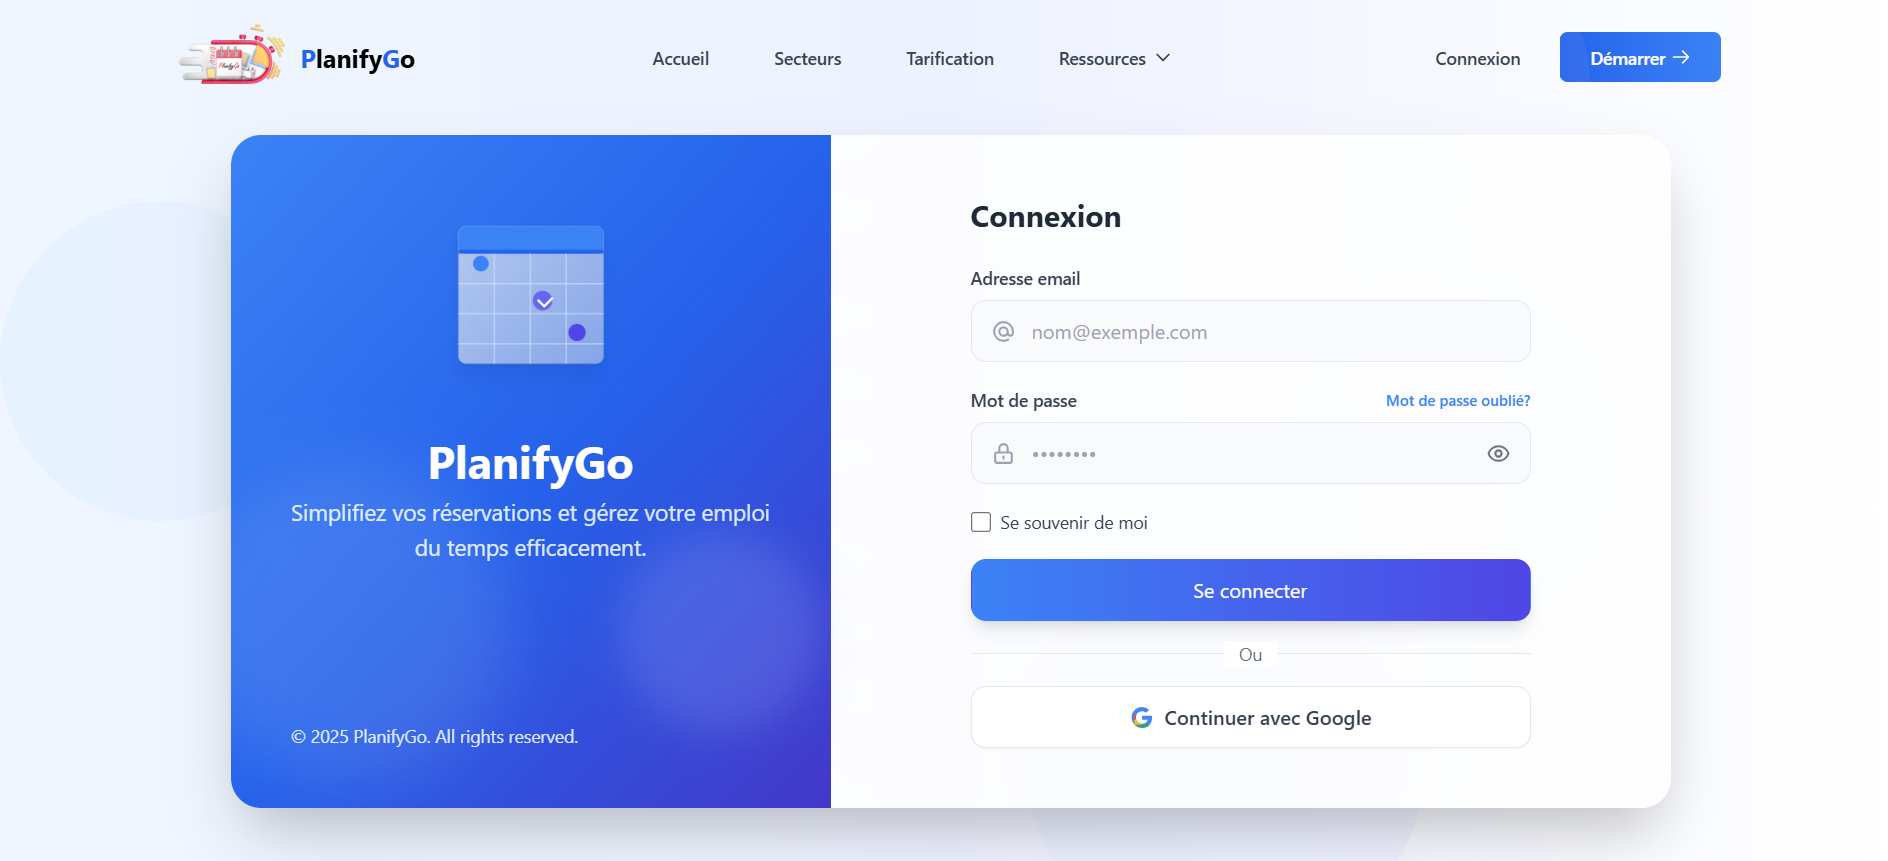 PlanifyGo
Accueil
Secteurs
Tarification
Ressources
Connexion
Démarrer
PlanifyGo
Simplifiez vos réservations et gérez votre emploi
du temps efficacement.
© 2025 PlanifyGo. All rights reserved.
Connexion
Adresse email
nom@exemple.com
Mot de passe
Mot de passe oublié?
Se souvenir de moi
Se connecter
Ou
Continuer avec Google